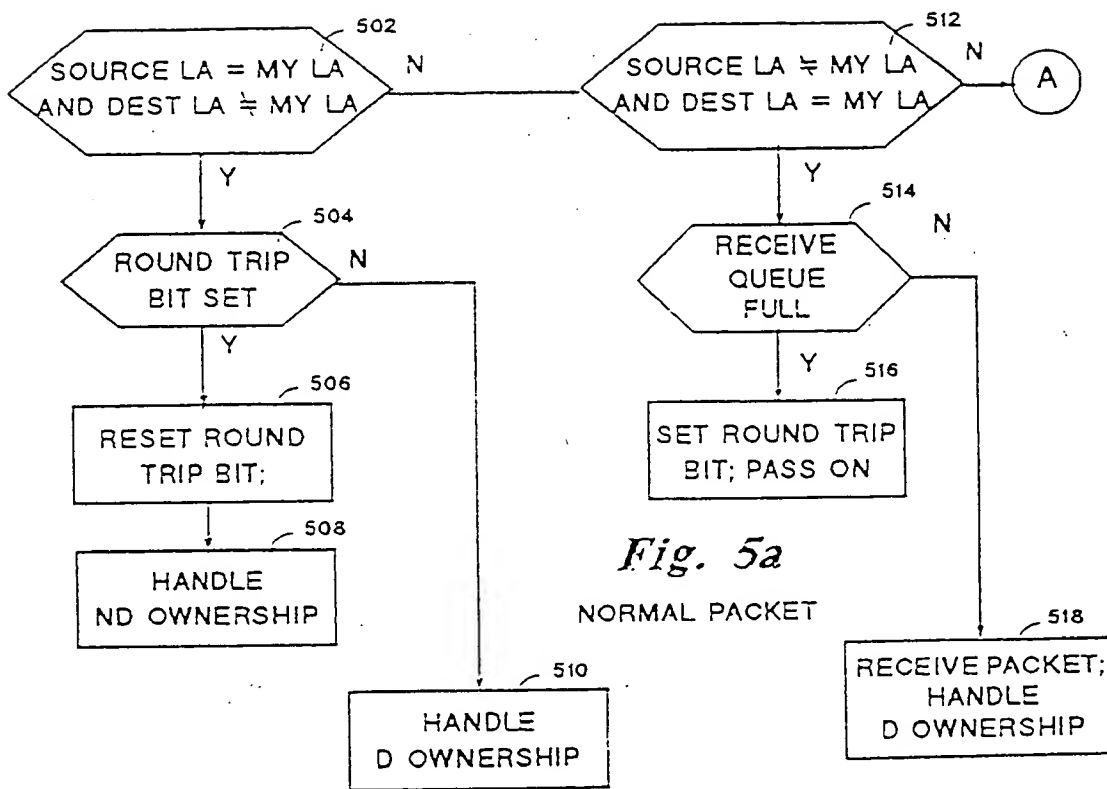 502
SOURCE LA = MY LA
AND DEST LA ≒ MY LA
N
Y
512
SOURCE LA ≒ MY LA
AND DEST LA = MY LA
N
A
Y
504
ROUND TRIP
BIT SET
N
Y
514
RECEIVE
QUEUE
FULL
N
Y
506
RESET ROUND
TRIP BIT;
516
SET ROUND TRIP
BIT; PASS ON
508
HANDLE
ND OWNERSHIP
Fig. 5a
NORMAL PACKET
510
HANDLE
D OWNERSHIP
518
RECEIVE PACKET;
HANDLE
D OWNERSHIP